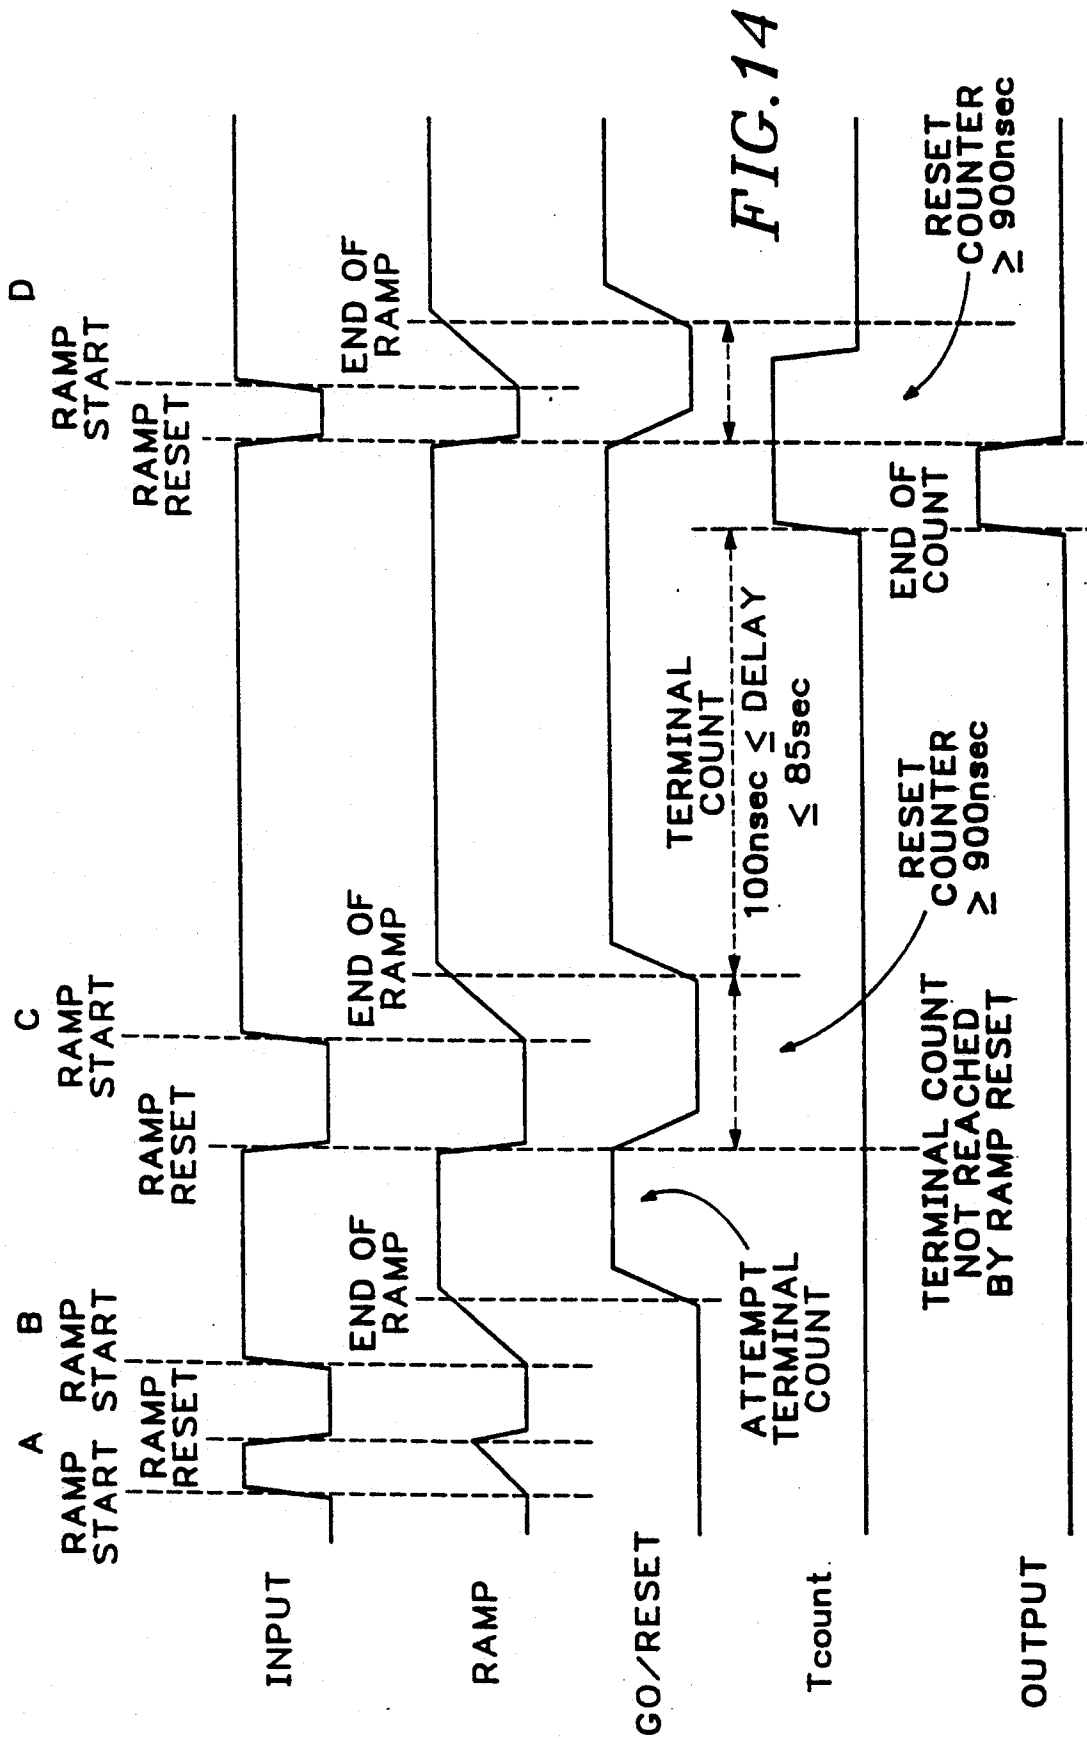 A
B
C
D
RAMP
START
RAMP
START
RAMP
START
RAMP
START
RAMP
RESET
RAMP
RESET
RAMP
RESET
INPUT
END OF
RAMP
END OF
RAMP
END OF
RAMP
RAMP
GO/RESET
ATTEMPT
TERMINAL
COUNT
TERMINAL
COUNT
100nsec ≤ DELAY
≤ 85sec
FIG.14
Tcount
TERMINAL COUNT
NOT REACHED
BY RAMP RESET
RESET
COUNTER
≥ 900nsec
END OF
COUNT
RESET
COUNTER
≥ 900nsec
OUTPUT